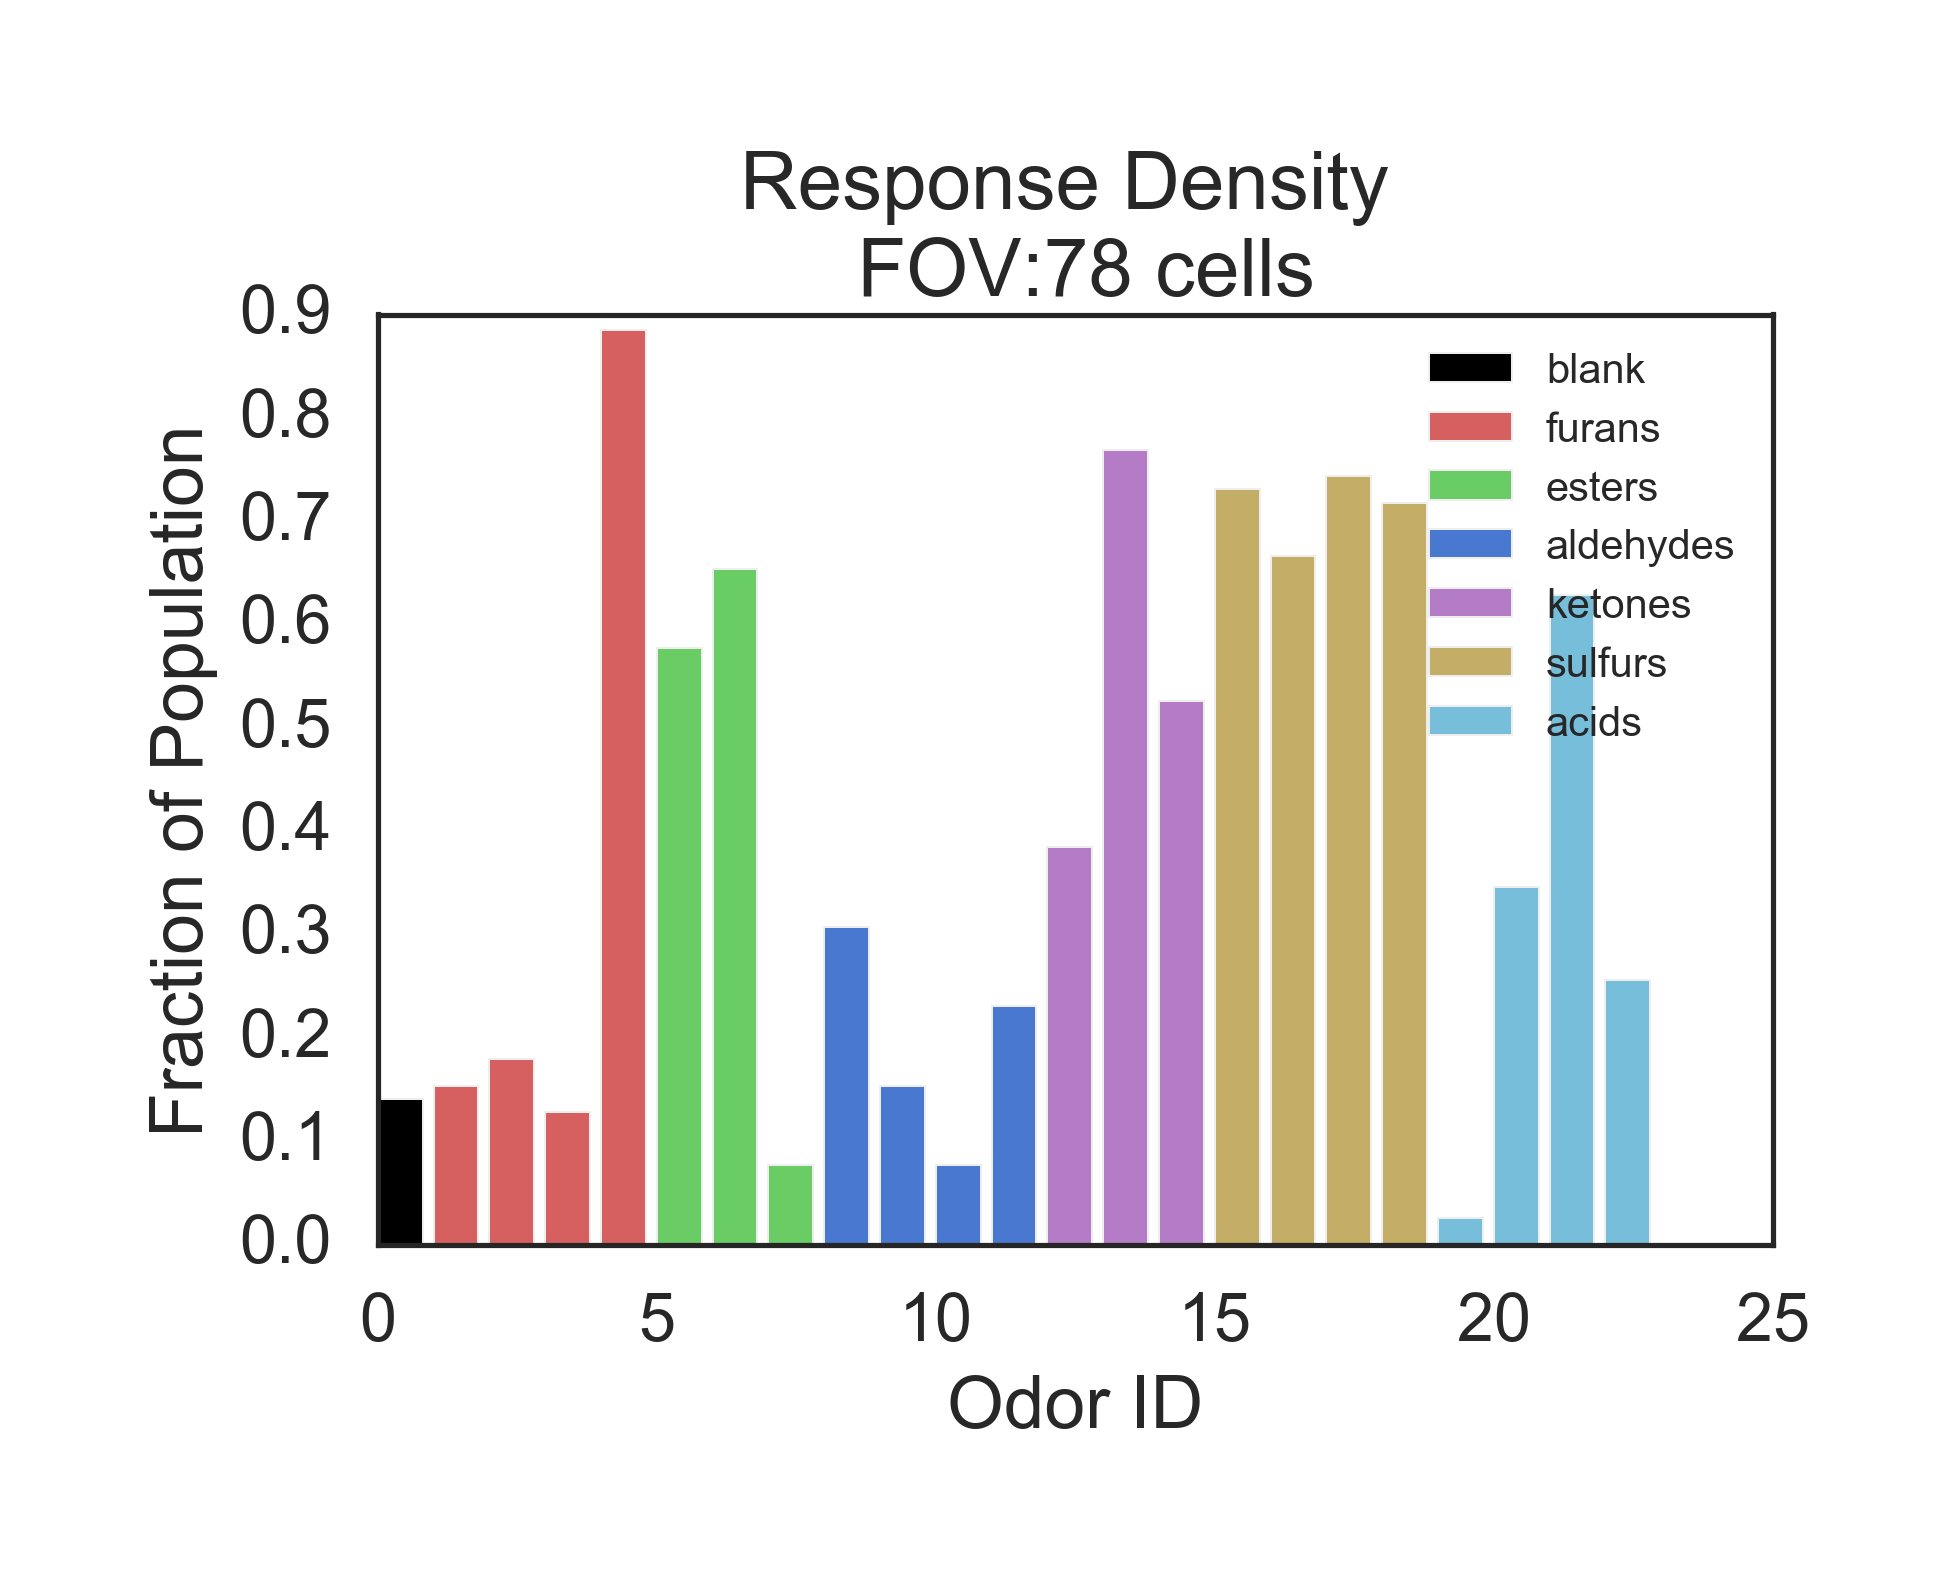 Response Density
FOV:78 cells
0.9
0.8
0.7
0.6
0.5
0.4
0.3
0.2
0.1
0.0
Fraction of Population
blank
furans
esters
aldehydes
ketones
sulfurs
acids
0 5 10 15 20 25
Odor ID